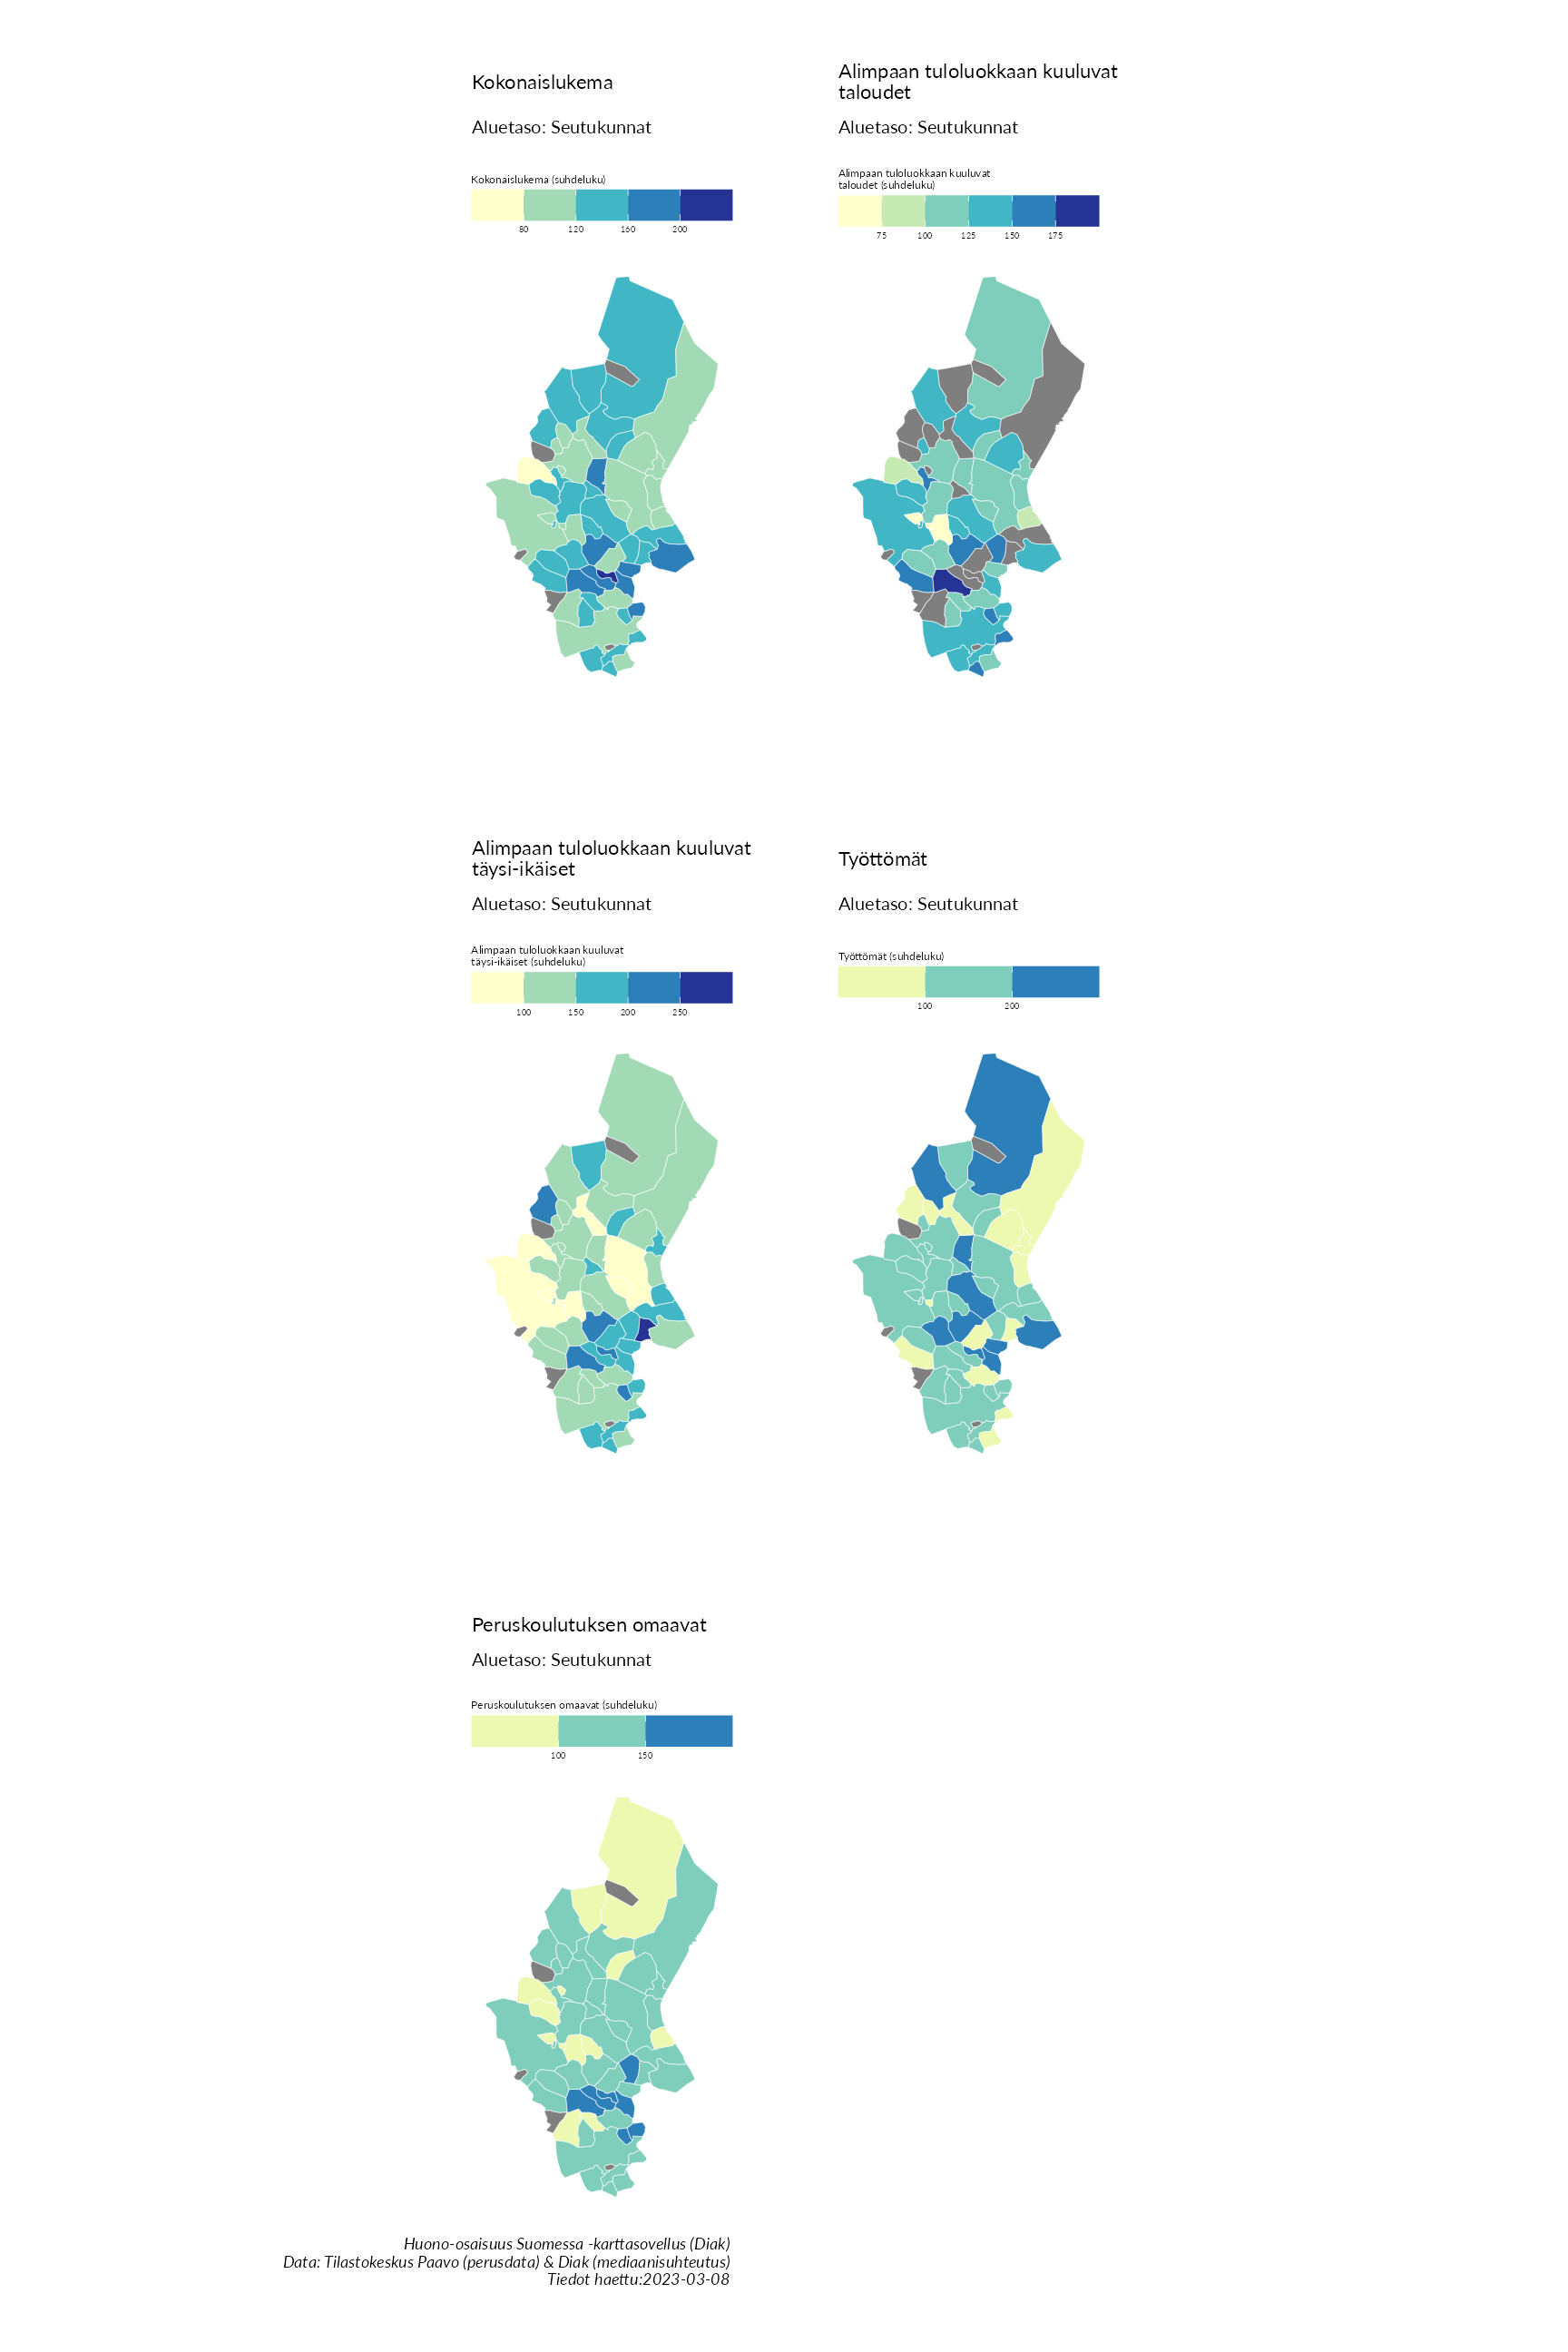 Kokonaislukema
Aluetaso: Seutukunnat
Kokonaislukema (suhdeluku)
80 120 160 200
Alimpaan tuloluokkaan kuuluvat
taloudet
Aluetaso: Seutukunnat
Alimpaan tuloluokkaan kuuluvat
taloudet (suhdeluku)
75 100 125 150 175
Alimpaan tuloluokkaan kuuluvat
täysi-ikäiset
Aluetaso: Seutukunnat
Alimpaan tuloluokkaan kuuluvat
täysi-ikäiset (suhdeluku)
100 150 200 250
Työttömät
Aluetaso: Seutukunnat
Työttömät (suhdeluku)
100 200
Peruskoulutuksen omaavat
Aluetaso: Seutukunnat
Peruskoulutuksen omaavat (suhdeluku)
100 150
Huono-osaisuus Suomessa -karttasovellus (Diak)
Data: Tilastokeskus Paavo (perusdata) & Diak (mediaanisuhteutus)
Tiedot haettu:2023-03-08